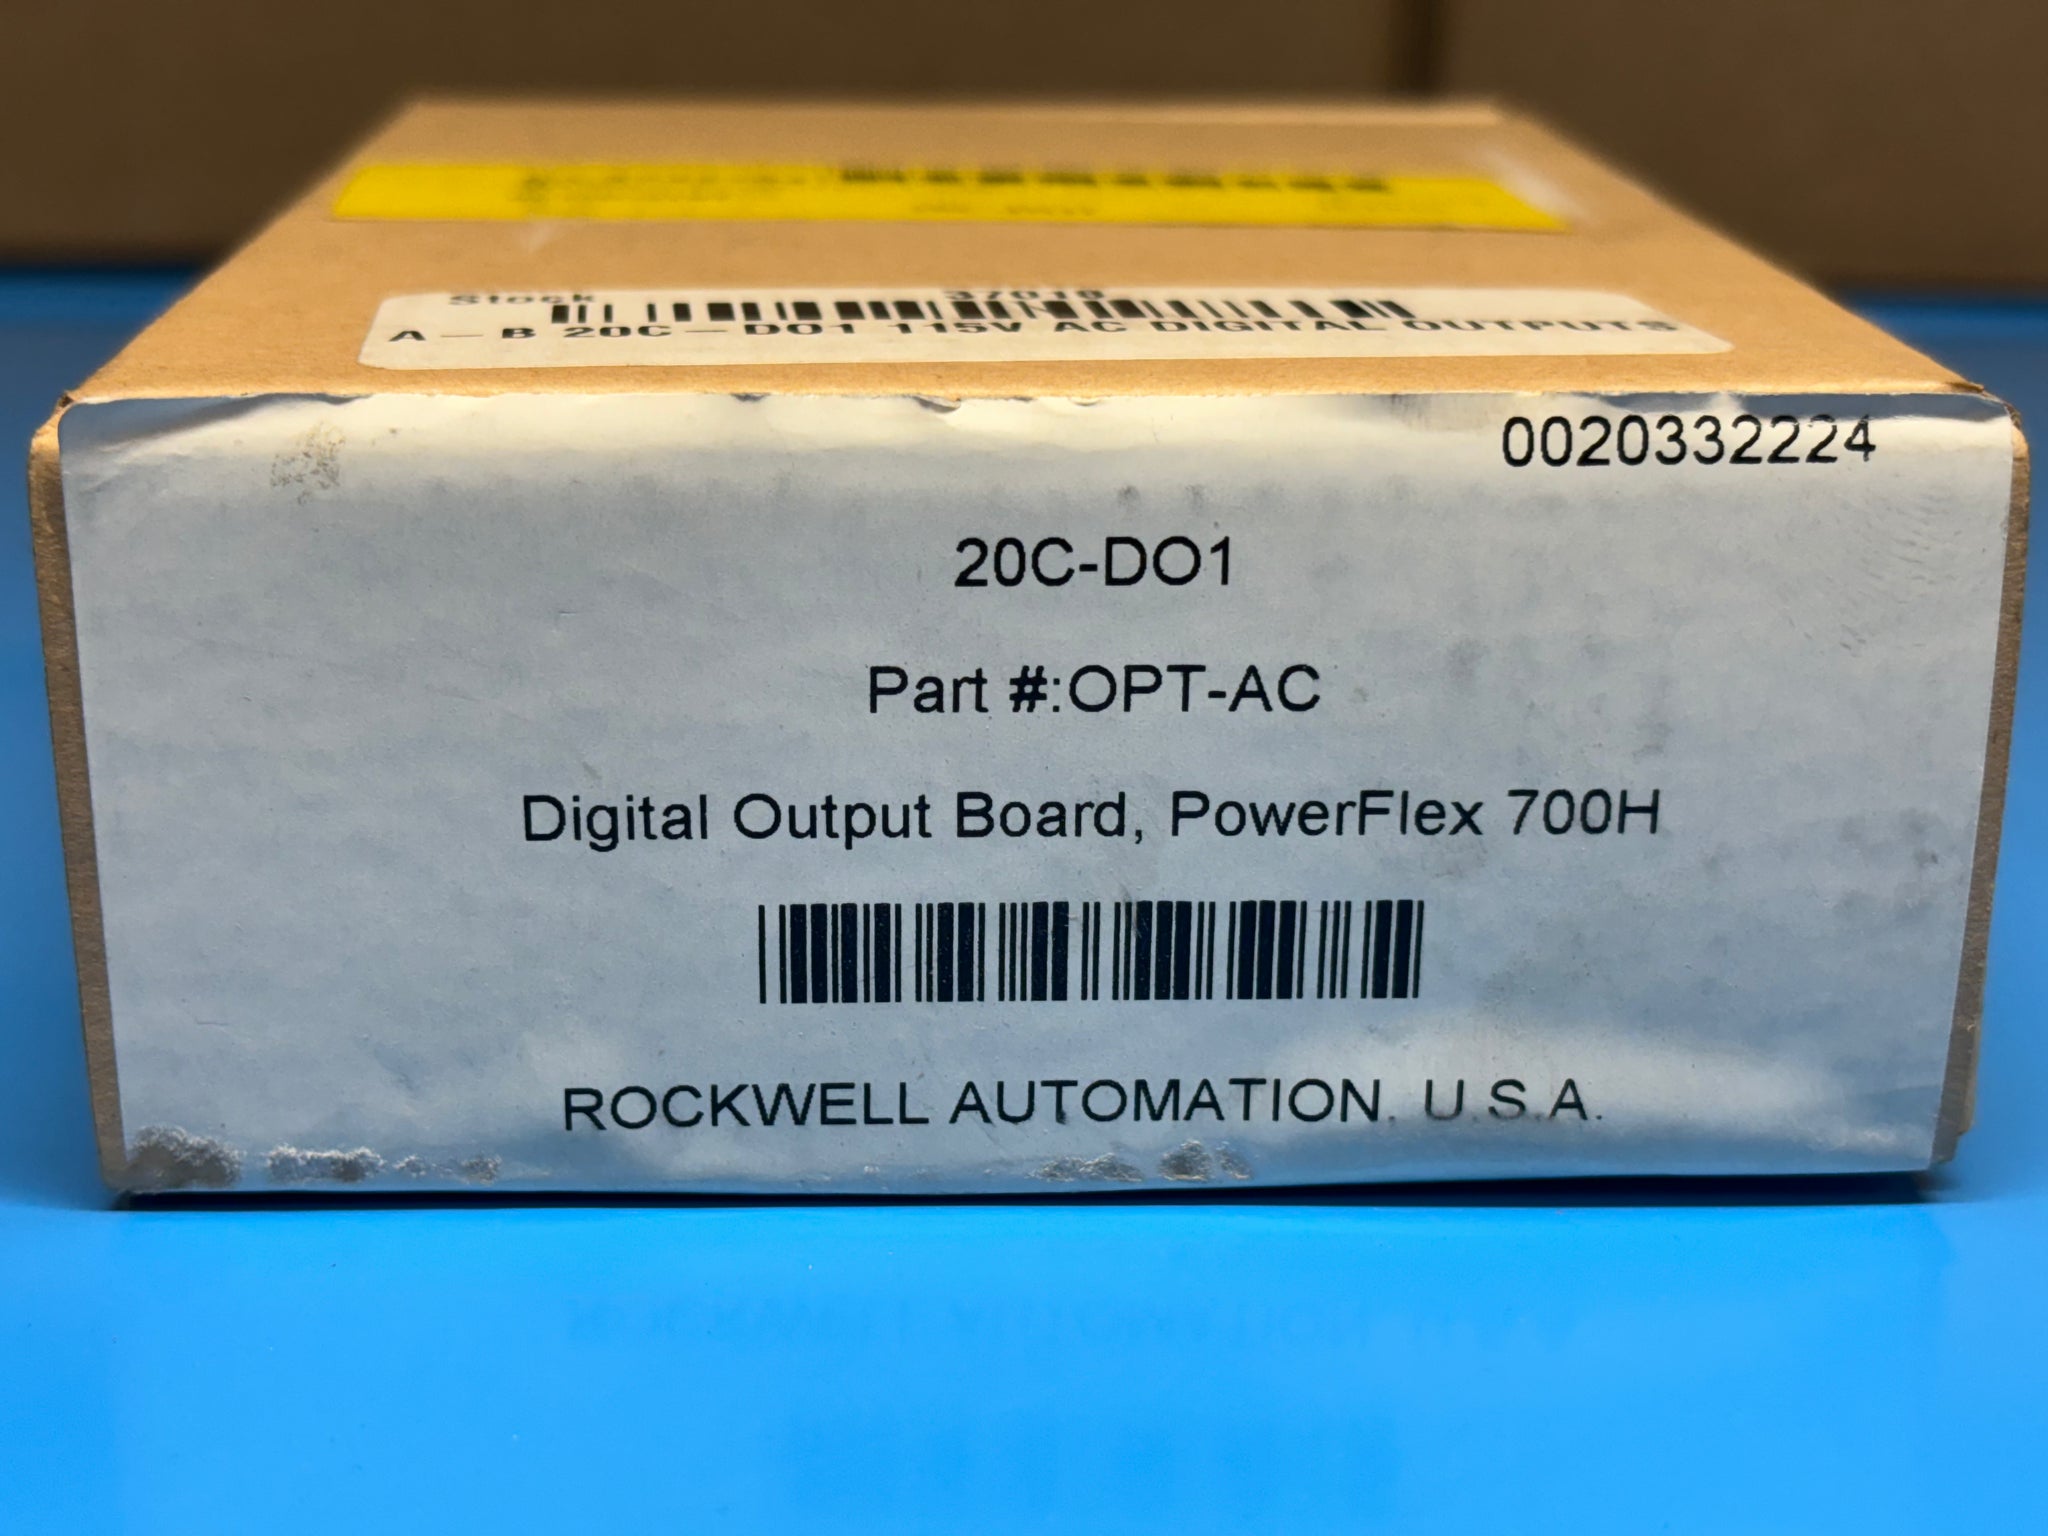 Stock 37010
A-B 20C-DO1 115V AC DIGITAL OUTPUTS
0020332224
20C-DO1
Part #:OPT-AC
Digital Output Board, PowerFlex 700H
ROCKWELL AUTOMATION, U.S.A.